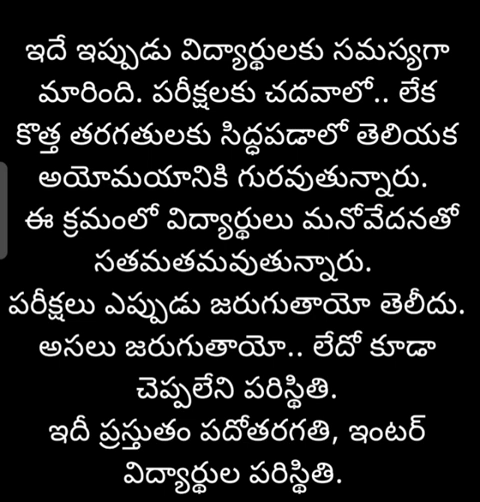 ఇదే ఇప్పుడు విద్యార్థులకు సమస్యగా
మారింది. పరీక్షలకు చదవాలో.. లేక
కొత్త తరగతులకు సిద్ధపడాలో తెలియక
అయోమయానికి గురవుతున్నారు.
ఈ క్రమంలో విద్యార్థులు మనోవేదనతో
సతమతమవుతున్నారు.
పరీక్షలు ఎప్పుడు జరుగుతాయో తెలీదు.
అసలు జరుగుతాయో.. లేదో కూడా
చెప్పలేని పరిస్థితి.
ఇదీ ప్రస్తుతం పదోతరగతి, ఇంటర్
విద్యార్థుల పరిస్థితి.